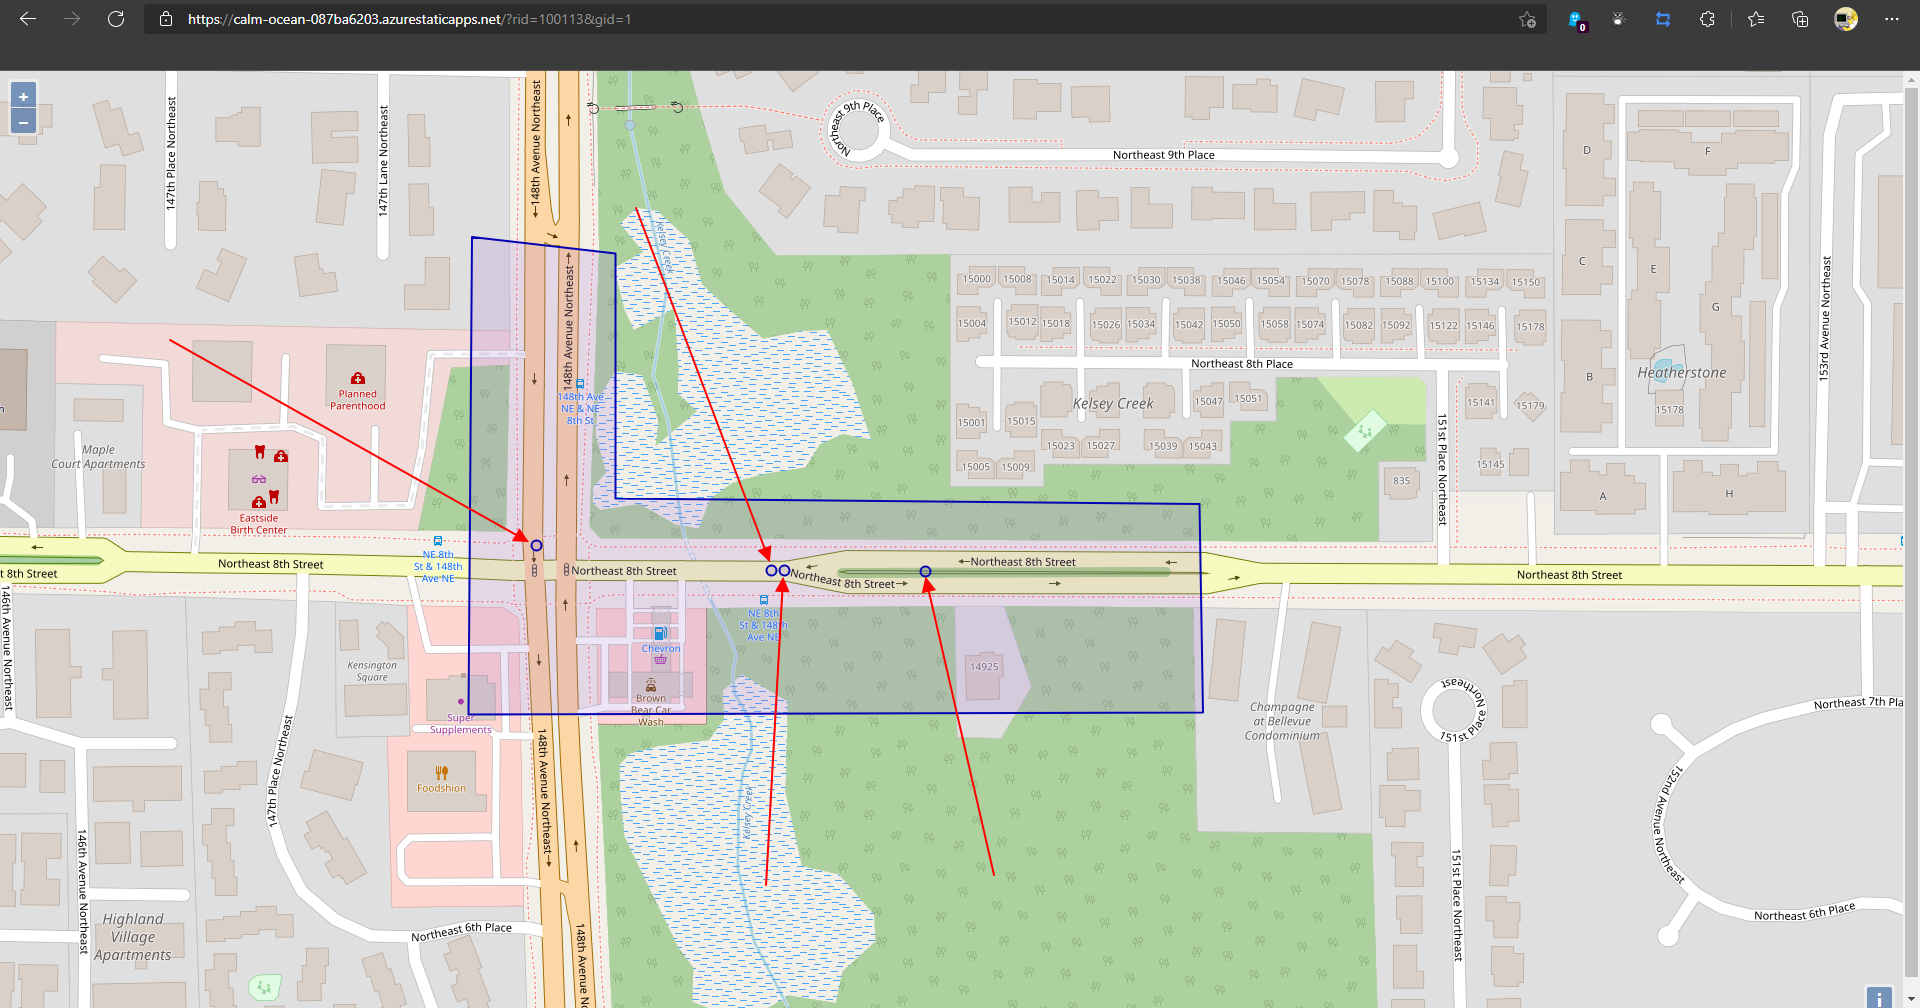 https://calm-ocean-087ba6203.azurestaticapps.net/?rid=100113&gid=1
0
+
−
147th Place Northeast
147th Lane Northeast
148th Avenue Northeast
Northeast 9th Place
Northeast 9th Place
Kelsey Creek
D
F
C
E
G
B
A
H
153rd Avenue Northeast
15000
15008
15014
15022
15030
15038
15046
15054
15070
15078
15088
15100
15134
15150
15004
15012
15018
15026
15034
15042
15050
15058
15074
15082
15092
15122
15146
15178
Northeast 8th Place
Heatherstone
15178
148th Avenue Northeast
148th Ave
NE & NE
8th St
Planned
Parenthood
Kelsey Creek
15047
15051
15141
15179
15001
15015
15023
15027
15039
15043
15005
15009
151st Place Northeast
15145
835
Maple
Court Apartments
Eastside
Birth Center
NE 8th
St & 148th
Ave NE
t 8th Street
Northeast 8th Street
Northeast 8th Street
Northeast 8th Street
Northeast 8th Street
Northeast 8th Street
NE 8th
St & 148th
Ave NE
146th Avenue Northeast
Kensington
Square
Chevron
Brown
Bear Car
Wash
14925
Super
Supplements
Champagne
at Bellevue
Condominium
151st Place Northeast
Northeast 7th Pla
147th Place Northeast
148th Avenue Northeast
Foodshion
Kelsey Creek
152nd Avenue Northeast
146th Avenue Northeast
151st Place Northeast
Highland
Village
Apartments
Northeast 6th Place
148th Avenue No
Northeast 6th Place
i